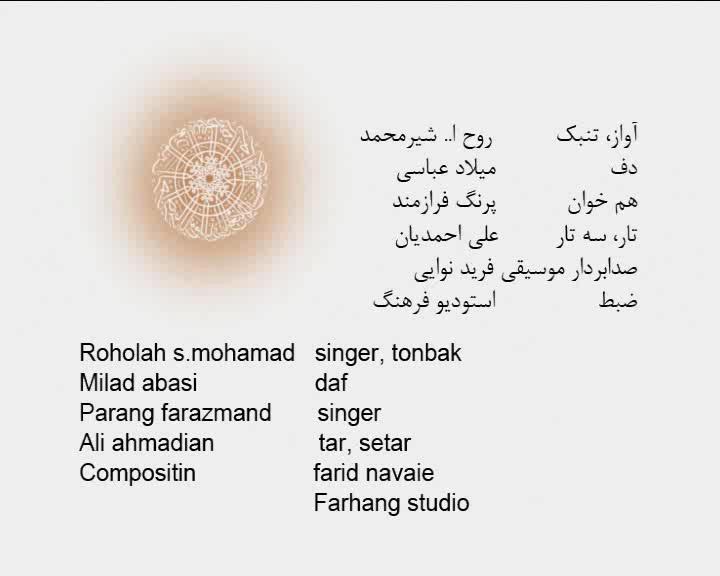 آواز، تنبک روح ا.. شیرمحمد
دف میلاد عباسی
هم خوان پرنگ فرازمند
تار، سه تار علی احمدیان
صدابردار موسیقی فرید نوایی
ضبط استودیو فرهنگ
Roholah s.mohamad singer, tonbak
Milad abasi daf
Parang farazmand singer
Ali ahmadian tar, setar
Compositin farid navaie
Farhang studio